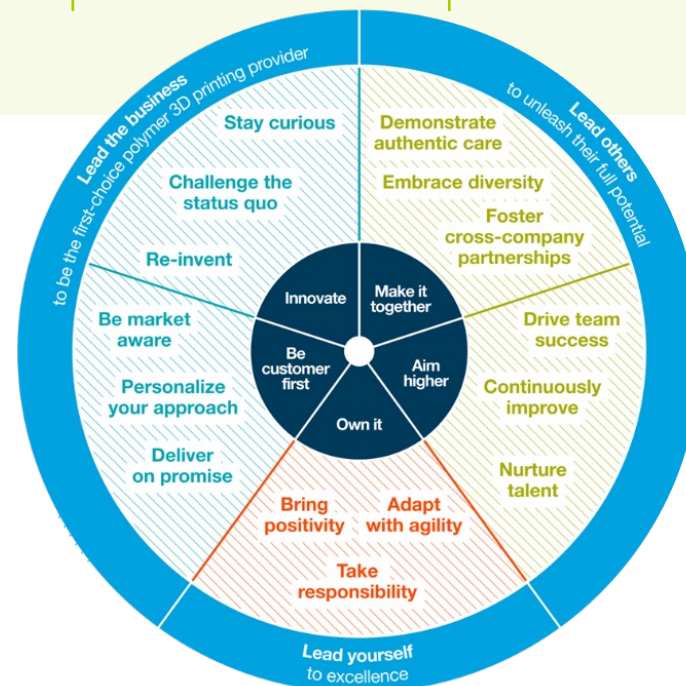 Lead the business
to be the first-choice polymer 3D printing provider
Lead others
to unleash their full potential
Stay curious
Challenge the
status quo
Re-invent
Demonstrate
authentic care
Embrace diversity
Foster
cross-company
partnerships
Innovate
Make it
together
Be
customer
first
Aim
higher
Own it
Be market
aware
Personalize
your approach
Deliver
on promise
Drive team
success
Continuously
improve
Nurture
talent
Bring
positivity
Adapt
with agility
Take
responsibility
Lead yourself
to excellence